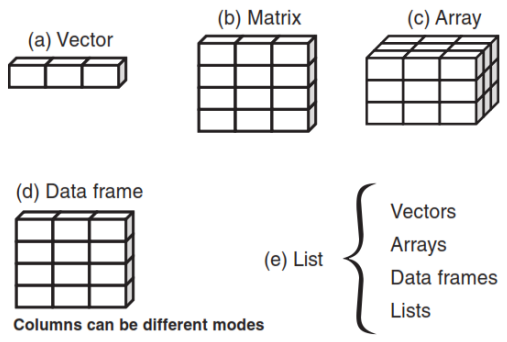 (a) Vector
(b) Matrix
(c) Array
(d) Data frame
Columns can be different modes
(e) List
Vectors
Arrays
Data frames
Lists